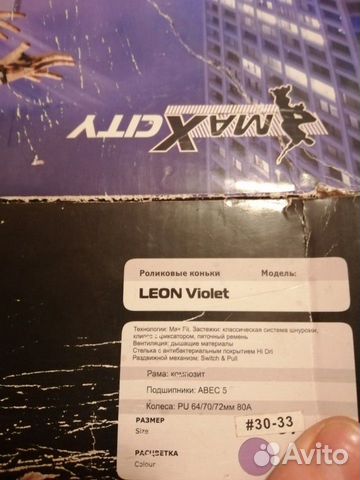 MAXCITY
Роликовые коньки Модель:
LEON Violet
Технологии: Max Fit. Застежки: классическая система шнуровки,
клипса с фиксатором, пяточный ремень
Вентиляция: дышащие материалы
Стелька с антибактериальным покрытием Hi Dri
Раздвижной механизм: Switch & Pull
Рама: композит
Подшипники: ABEC 5
Колеса: PU 64/70/72мм 80А
РАЗМЕР
Size
#30-33
РАСЦВЕТКА
Colour
Avito